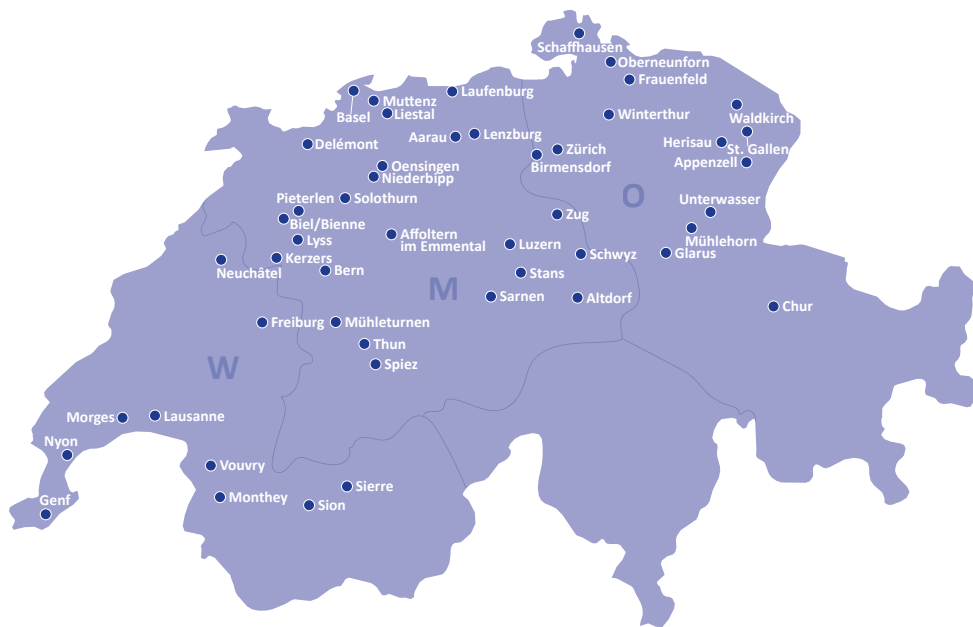 Schaffhausen
Oberneunforn
Frauenfeld
Laufenburg
Muttenz
Basel
Liestal
Winterthur
Waldkirch
Aarau
Lenzburg
Delémont
Herisau
St. Gallen
Zürich
Birmensdorf
Appenzell
Oensingen
Niederbipp
Pieterlen
Solothurn
O
Unterwasser
Biel/Bienne
Zug
Affoltern
im Emmental
Lyss
Luzern
Mühlehorn
Kerzers
Schwyz
Glarus
Neuchâtel
Bern
Stans
M
Sarnen
Altdorf
Chur
Freiburg
Mühleturnen
Thun
Spiez
W
Morges
Lausanne
Nyon
Vouvry
Sierre
Monthey
Genf
Sion